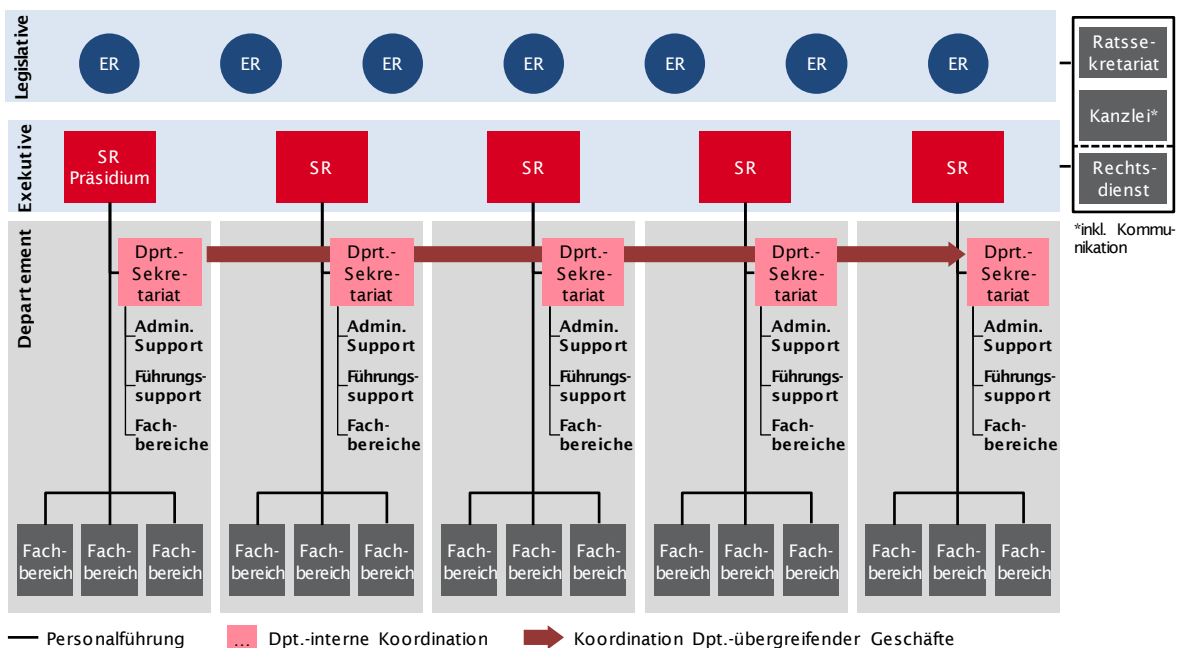 Legislative
ER ER ER ER ER ER ER
Ratsse-
kretariat
Kanzlei*
Rechts-
dienst
*inkl. Kommu-
nikation
Exekutive
SR
Präsidium
SR
SR
SR
SR
Departement
Dprt.-
Sekre-
tariat
Admin.
Support
Führungs-
support
Fach-
bereiche
Dprt.-
Sekre-
tariat
Admin.
Support
Führungs-
support
Fach-
bereiche
Dprt.-
Sekre-
tariat
Admin.
Support
Führungs-
support
Fach-
bereiche
Dprt.-
Sekre-
tariat
Admin.
Support
Führungs-
support
Fach-
bereiche
Dprt.-
Sekre-
tariat
Admin.
Support
Führungs-
support
Fach-
bereiche
Fach-
bereich
Fach-
bereich
Fach-
bereich
Fach-
bereich
Fach-
bereich
Fach-
bereich
Fach-
bereich
Fach-
bereich
Fach-
bereich
Fach-
bereich
Fach-
bereich
Fach-
bereich
Fach-
bereich
Fach-
bereich
Fach-
bereich
Personalführung
... Dpt.-interne Koordination
Koordination Dpt.-übergreifender Geschäfte